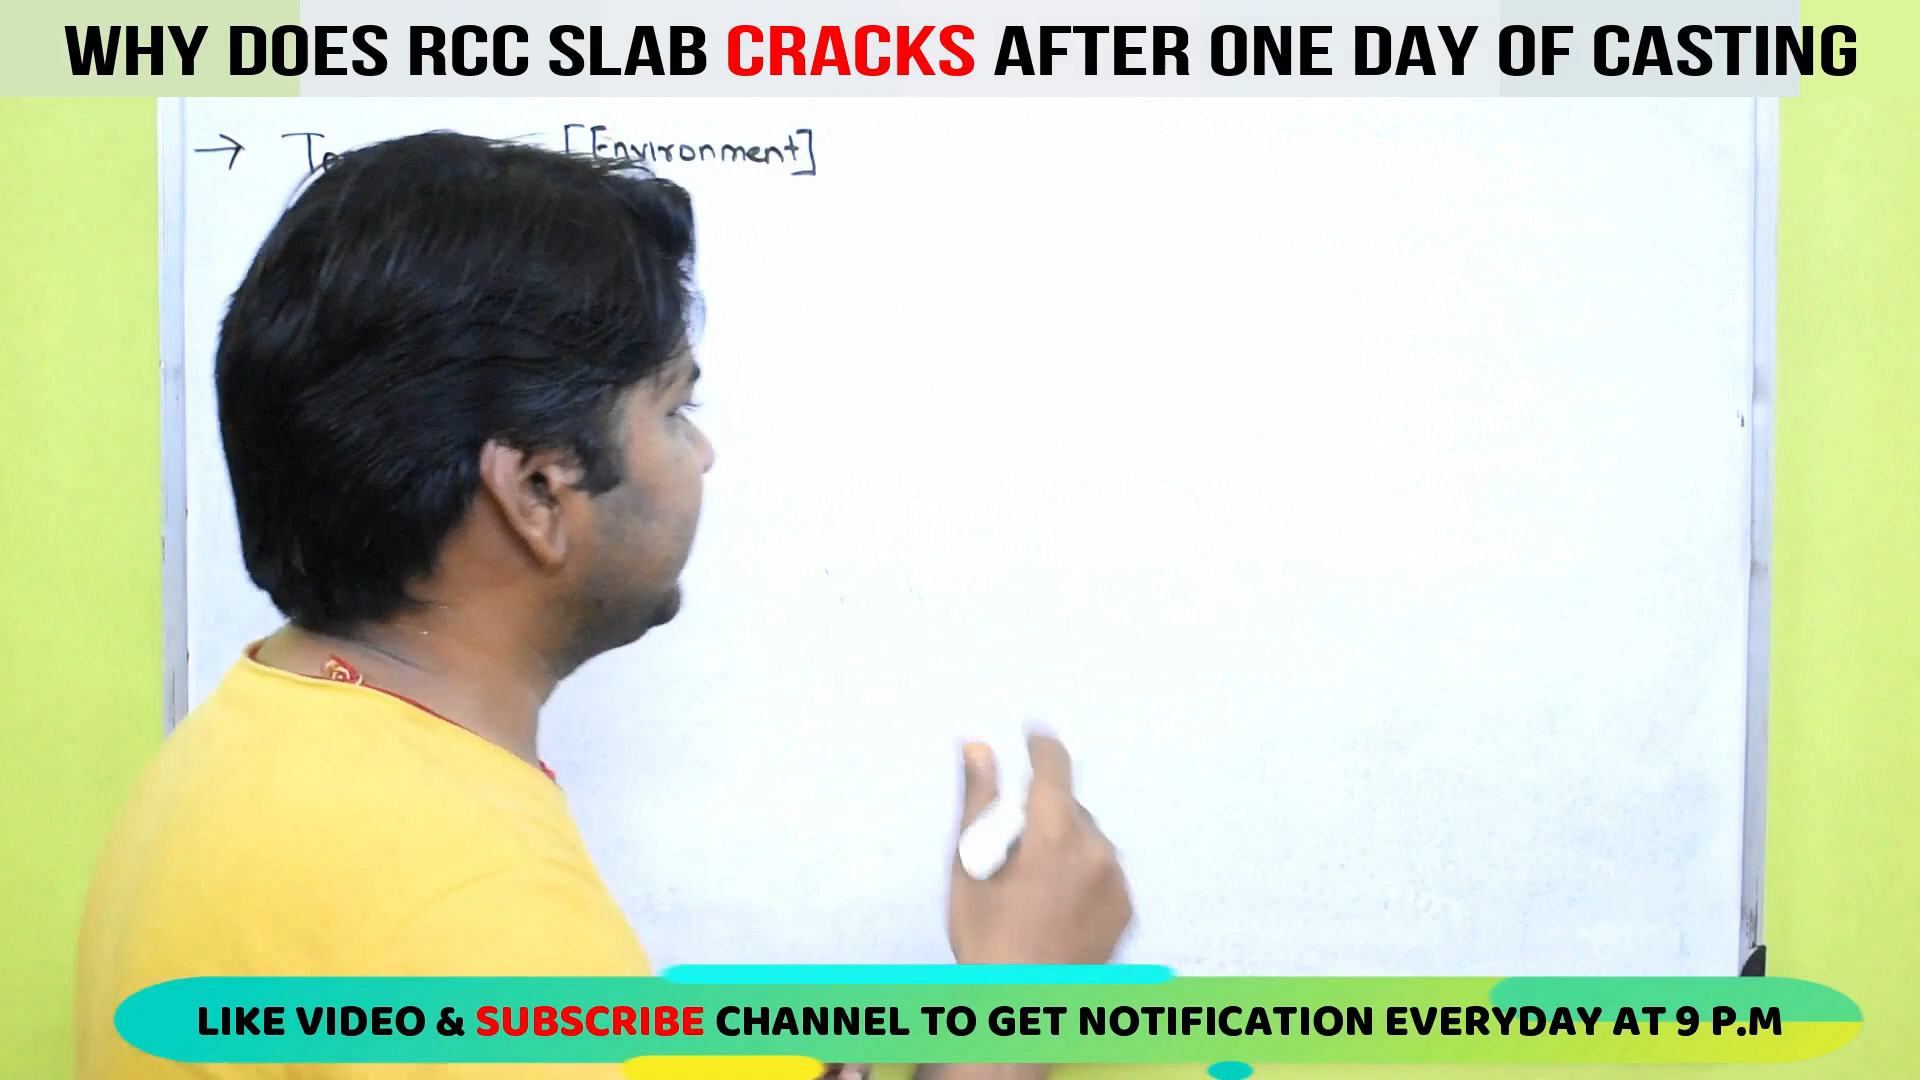 WHY DOES RCC SLAB CRACKS AFTER ONE DAY OF CASTING
→ [Environment]
LIKE VIDEO & SUBSCRIBE CHANNEL TO GET NOTIFICATION EVERYDAY AT 9 P.M